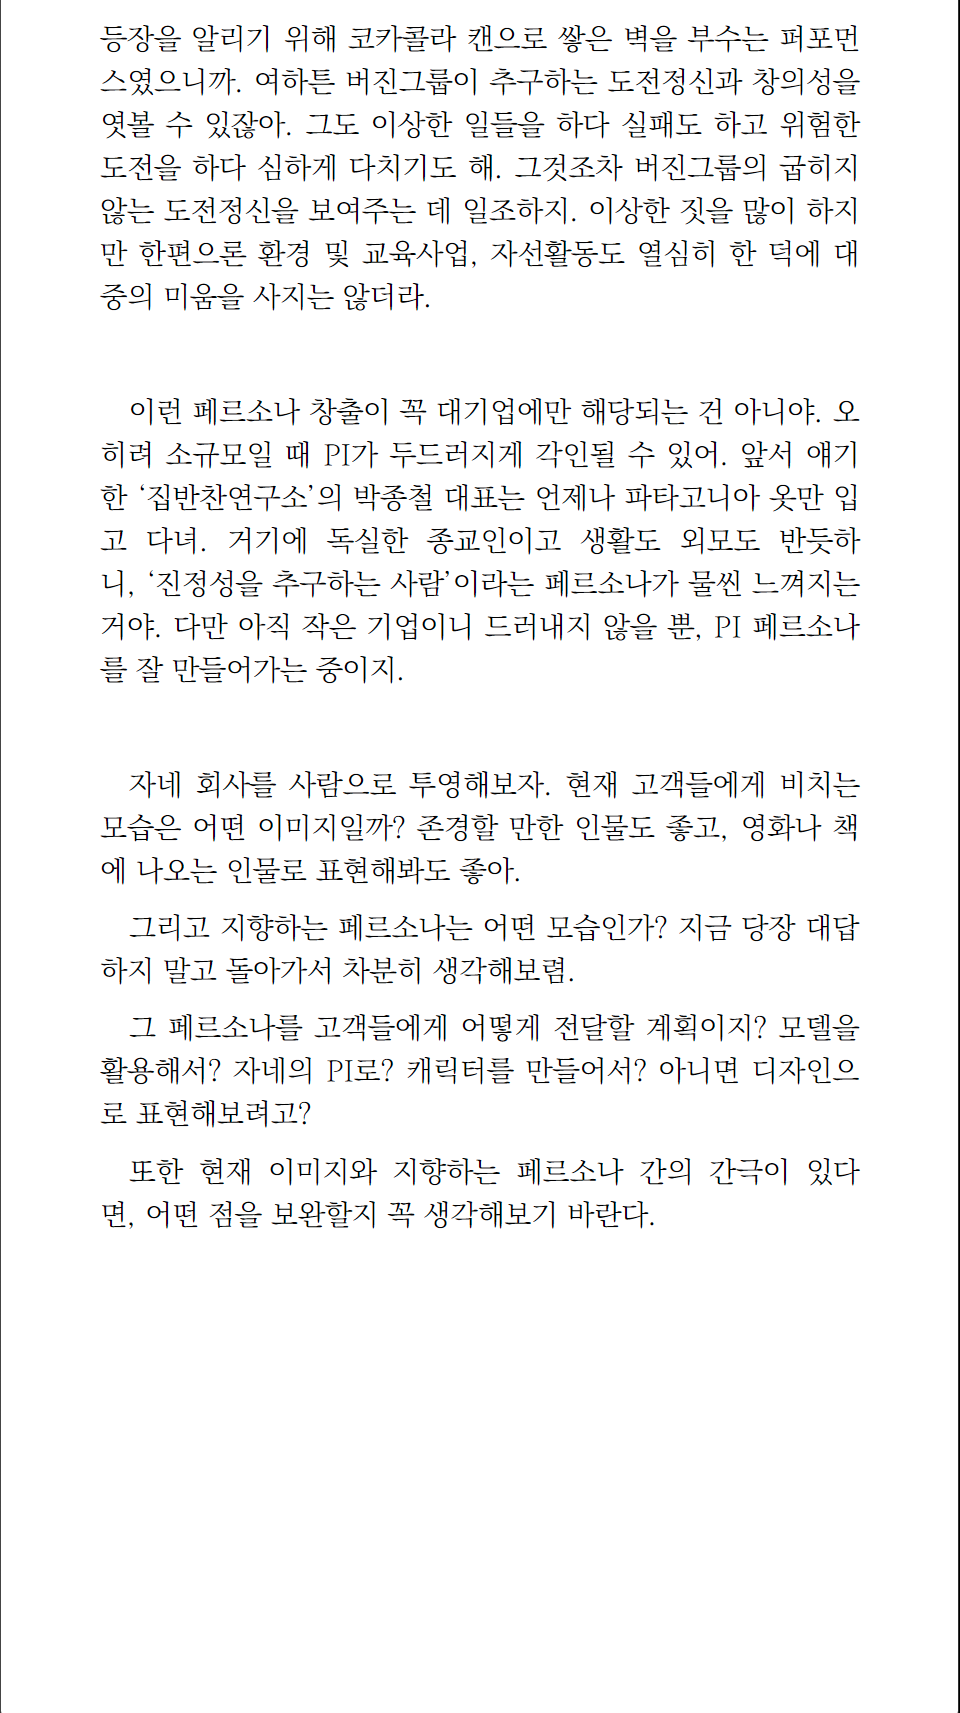 등장을 알리기 위해 코카콜라 캔으로 쌓은 벽을 부수는 퍼포먼
스였으니까. 여하튼 버진그룹이 추구하는 도전정신과 창의성을
엿볼 수 있잖아. 그도 이상한 일들을 하다 실패도 하고 위험한
도전을 하다 심하게 다치기도 해. 그것조차 버진그룹의 굽히지
않는 도전정신을 보여주는 데 일조하지. 이상한 짓을 많이 하지
만 한편으론 환경 및 교육사업, 자선활동도 열심히 한 덕에 대
중의 미움을 사지는 않더라.
이런 페르소나 창출이 꼭 대기업에만 해당되는 건 아니야. 오
히려 소규모일 때 PI가 두드러지게 각인될 수 있어. 앞서 얘기
한 ‘집반찬연구소’의 박종철 대표는 언제나 파타고니아 옷만 입
고 다녀. 거기에 독실한 종교인이고 생활도 외모도 반듯하
니, ‘진정성을 추구하는 사람’이라는 페르소나가 물씬 느껴지는
거야. 다만 아직 작은 기업이니 드러내지 않을 뿐, PI 페르소나
를 잘 만들어가는 중이지.
자네 회사를 사람으로 투영해보자. 현재 고객들에게 비치는
모습은 어떤 이미지일까? 존경할 만한 인물도 좋고, 영화나 책
에 나오는 인물로 표현해봐도 좋아.
그리고 지향하는 페르소나는 어떤 모습인가? 지금 당장 대답
하지 말고 돌아가서 차분히 생각해보렴.
그 페르소나를 고객들에게 어떻게 전달할 계획이지? 모델을
활용해서? 자네의 PI로? 캐릭터를 만들어서? 아니면 디자인으
로 표현해보려고?
또한 현재 이미지와 지향하는 페르소나 간의 간극이 있다
면, 어떤 점을 보완할지 꼭 생각해보기 바란다.